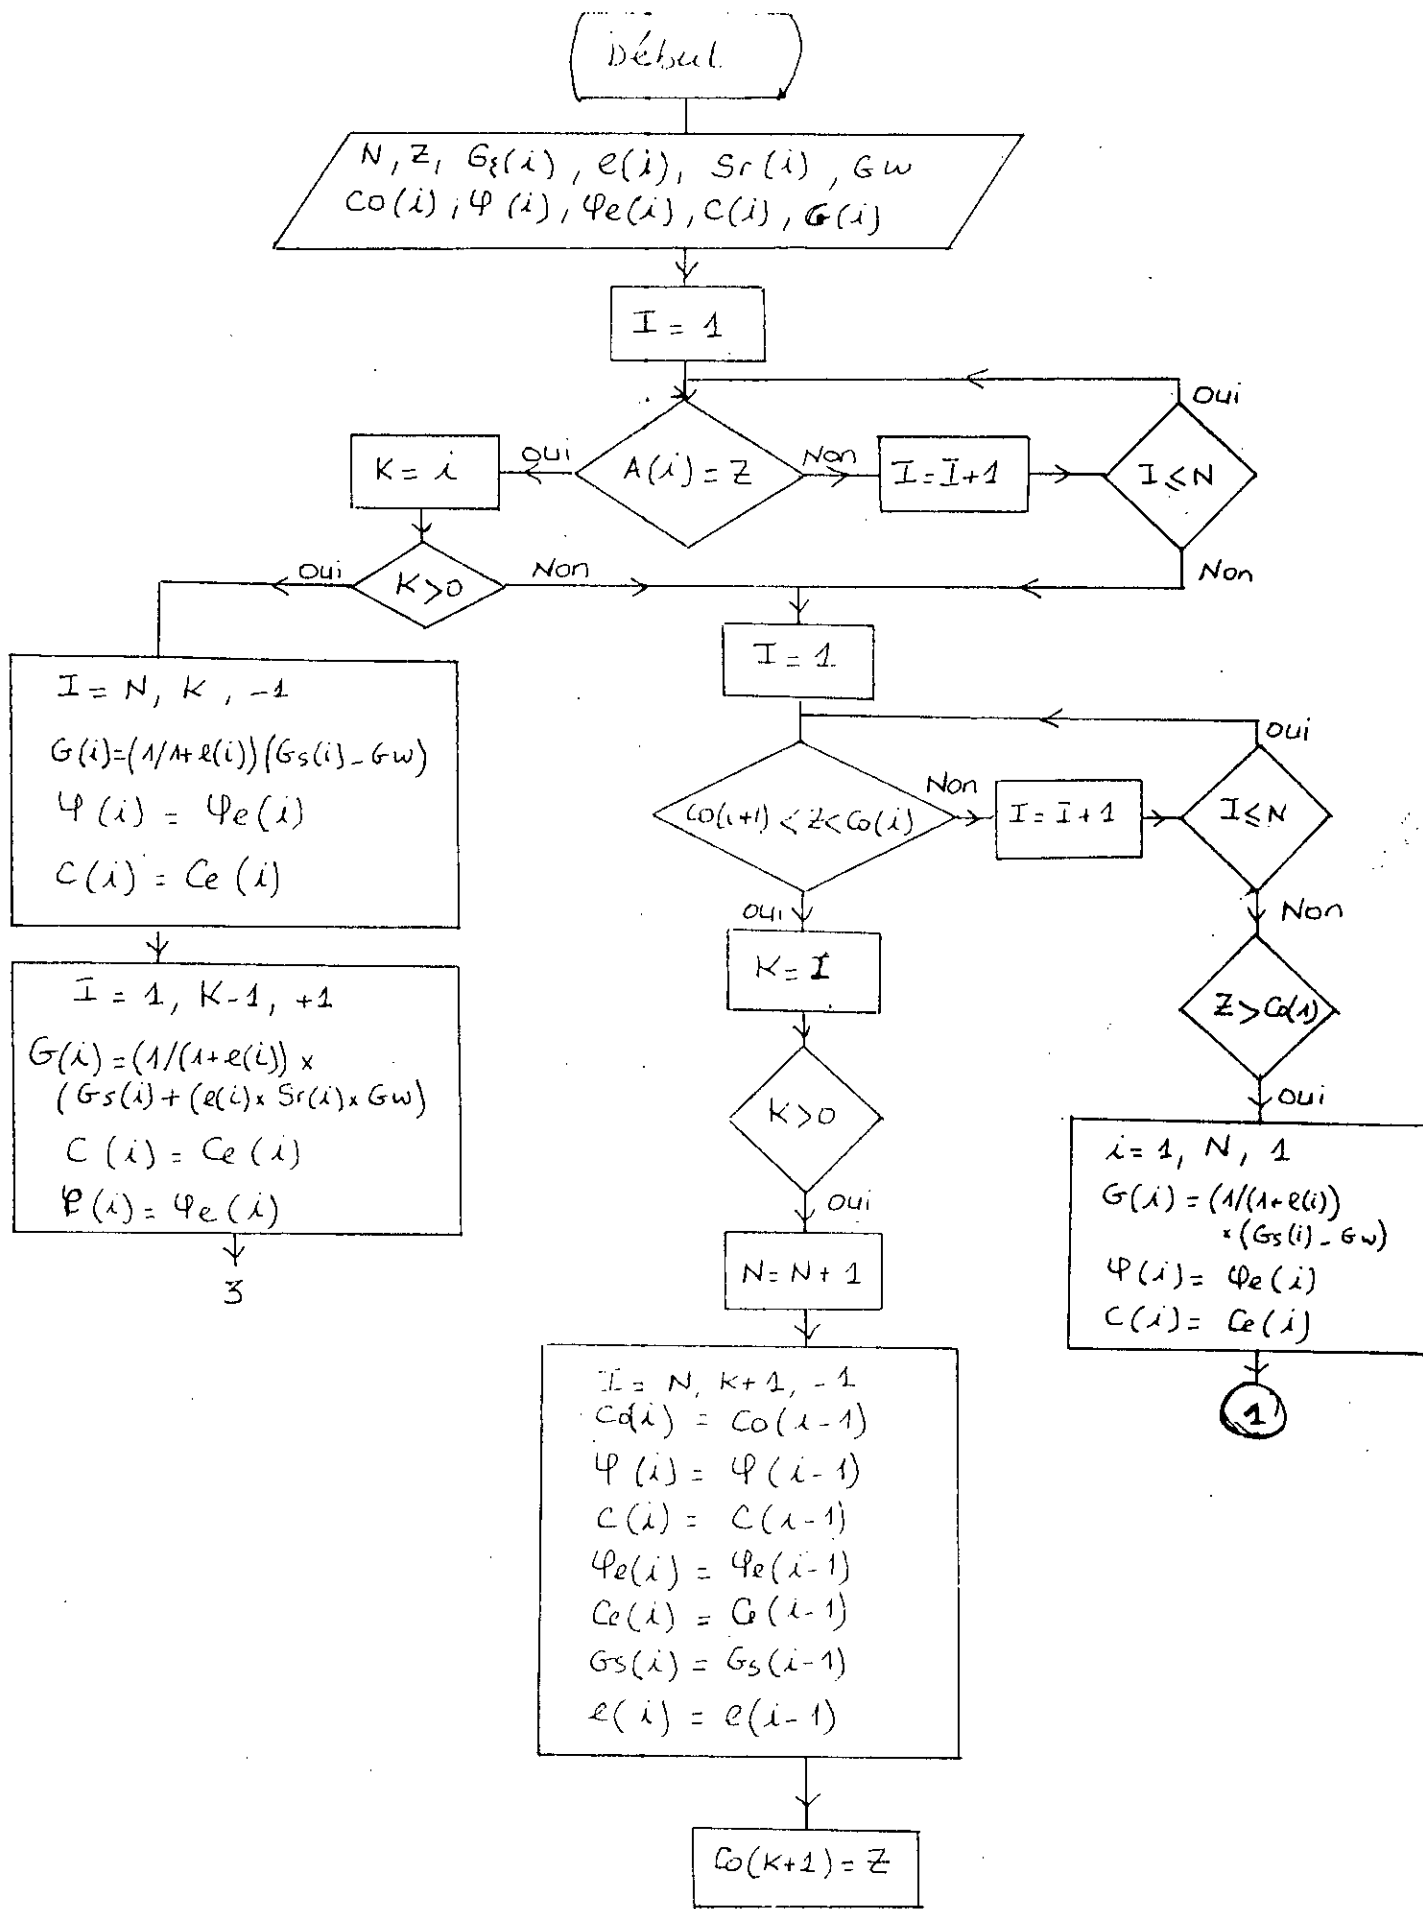 Début
N, Z, Gs(i), e(i), Sr(i), Gw
Co(i), φ(i), φe(i), C(i), G(i)
I = 1
A(i) = Z
Oui
Non
K = i
I = I+1
I ≤ N
Oui
Non
K > 0
Oui
Non
I = N, K, -1
G(i)=(1/1+e(i))(Gs(i)-Gw)
φ(i) = φe(i)
C(i) = Ce(i)
I = 1, K-1, +1
G(i) = (1/(1+e(i)) ×
(Gs(i) + (e(i) × Sr(i) × Gw)
C(i) = Ce(i)
φ(i) = φe(i)
3
I = 1
Co(i+1) < Z < Co(i)
Non
I = I+1
I ≤ N
Oui
Non
oui
K = I
K > 0
oui
N = N+1
I = N, K+1, -1
Co(i) = Co(i-1)
φ(i) = φ(i-1)
C(i) = C(i-1)
φe(i) = φe(i-1)
Ce(i) = Ce(i-1)
Gs(i) = Gs(i-1)
e(i) = e(i-1)
Co(K+1) = Z
Z > Co(1)
oui
i = 1, N, 1
G(i) = (1/(1+e(i))
× (Gs(i) - Gw)
φ(i) = φe(i)
C(i) = Ce(i)
1